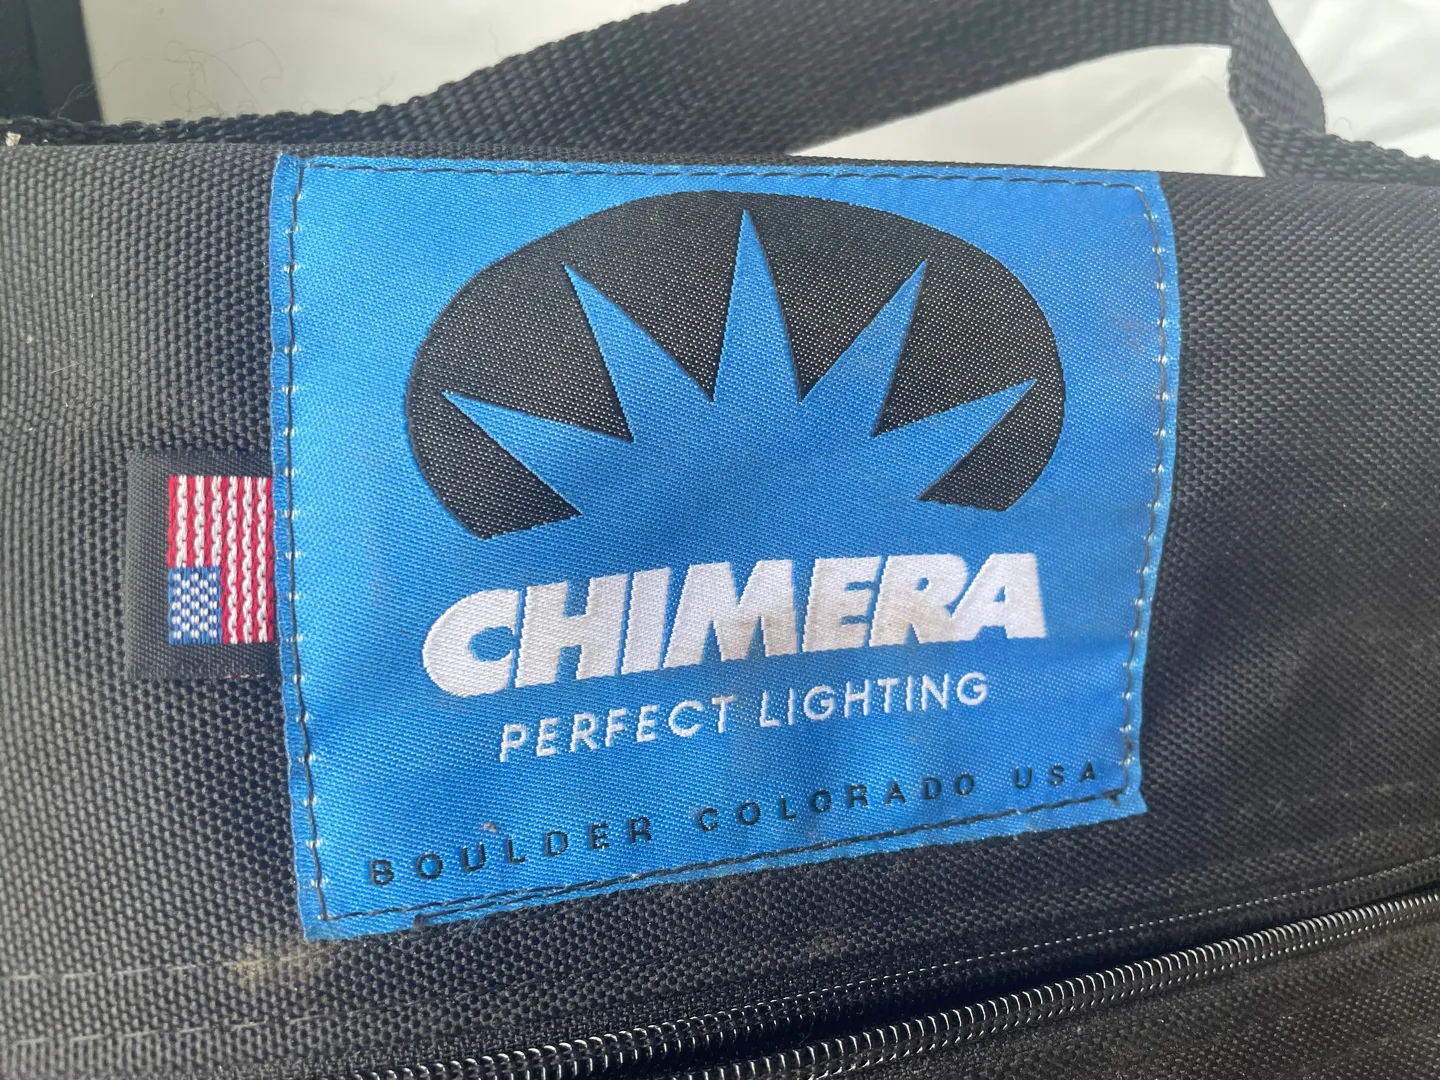 CHIMERA
PERFECT LIGHTING
BOULDER COLORADO USA